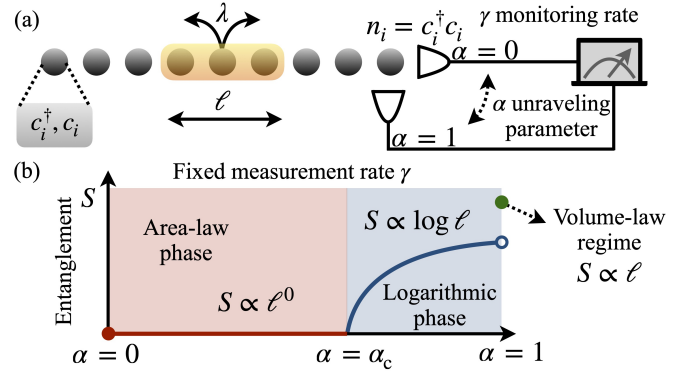 (a)
λ
n_i = c_i^† c_i
γ monitoring rate
α = 0
ℓ
c_i^†, c_i
α unraveling
parameter
α = 1
(b)
Fixed measurement rate γ
Entanglement
S
Area-law
phase
S ∝ ℓ^0
S ∝ log ℓ
Logarithmic
phase
Volume-law
regime
S ∝ ℓ
α = 0
α = α_c
α = 1